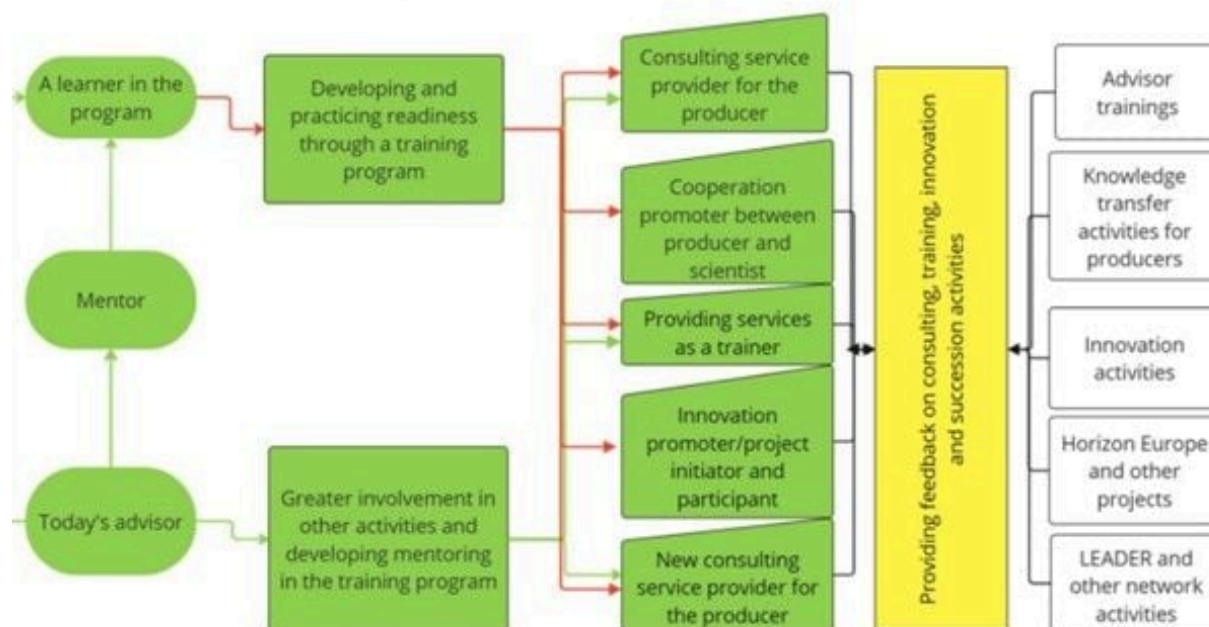 A learner in the
program
Mentor
Today's advisor
Developing and
practicing readiness
through a training
program
Greater involvement in
other activities and
developing mentoring
in the training program
Consulting service
provider for the
producer
Cooperation
promoter between
producer and
scientist
Providing services
as a trainer
Innovation
promoter/project
initiator and
participant
New consulting
service provider for
the producer
Providing feedback on consulting, training, innovation
and succession activities
Advisor
trainings
Knowledge
transfer
activities for
producers
Innovation
activities
Horizon Europe
and other
projects
LEADER and
other network
activities